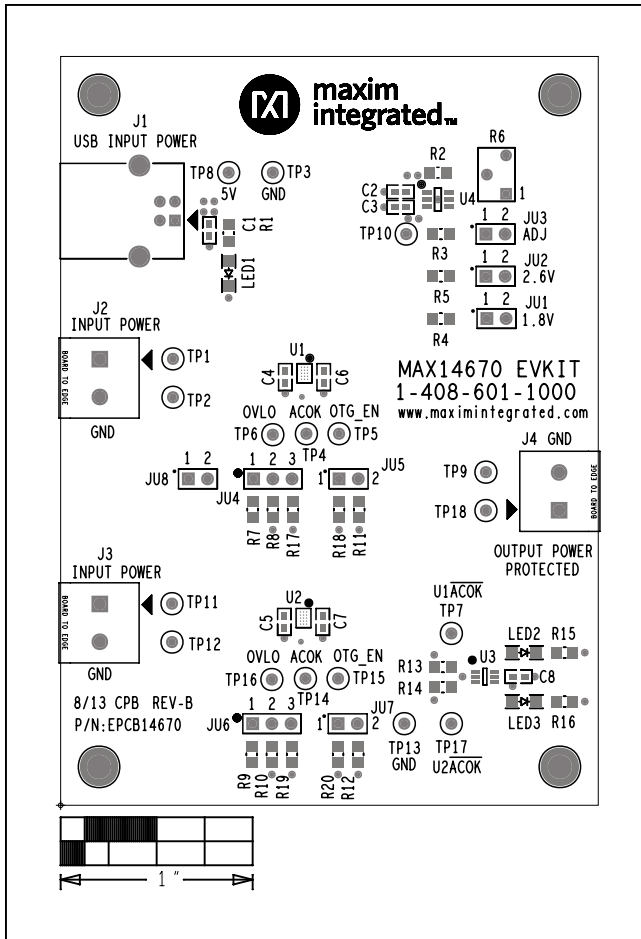 maxim
integrated™
J1
USB INPUT POWER
TP8
5V
TP3
GND
C1
R1
LED1
R2
R6
1
C2
C3
U4
TP10
1 2
JU3
ADJ
R3
1 2
JU2
2.6V
R5
1 2
JU1
1.8V
R4
J2
INPUT POWER
BOARD TO EDGE
TP1
TP2
GND
U1
C4
C6
OVLO
ACOK
OTG_EN
TP6
TP4
TP5
MAX14670 EVKIT
1-408-601-1000
www.maximintegrated.com
JU8
1 2
JU4
1 2 3
1
2
JU5
R7
R8
R17
R18
R11
J4 GND
TP9
TP18
BOARD TO EDGE
OUTPUT POWER
PROTECTED
J3
INPUT POWER
BOARD TO EDGE
TP11
TP12
GND
U2
C5
C7
OVLO
ACOK
OTG_EN
TP16
TP14
TP15
U1ACOK
TP7
U3
R13
R14
LED2
R15
C8
LED3
R16
8/13 CPB REV-B
P/N:EPCB14670
JU6
1 2 3
1
2
JU7
R9
R10
R19
R20
R12
TP13
GND
TP17
U2ACOK
1 "